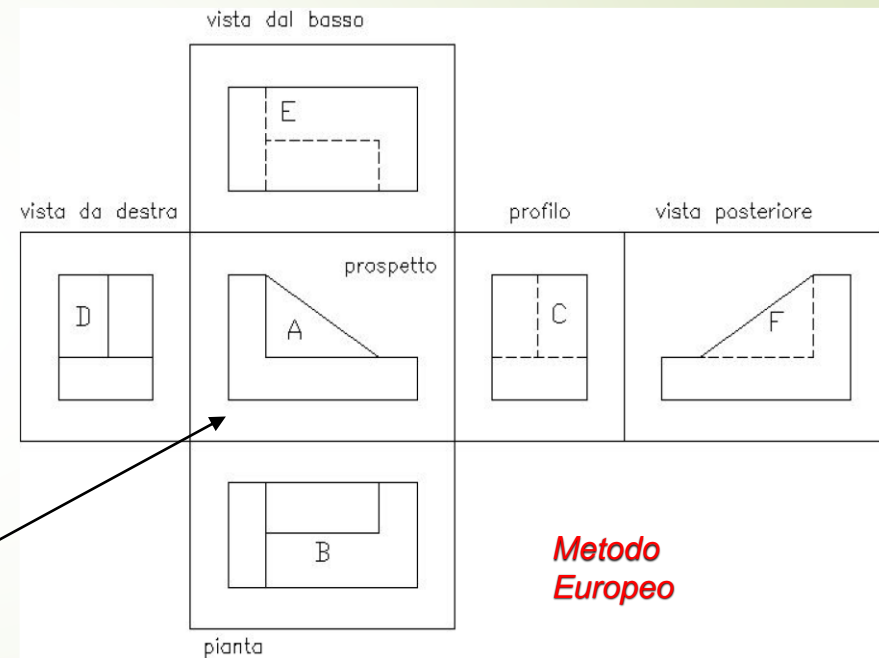 vista dal basso
E
vista da destra
profilo
vista posteriore
prospetto
D
A
C
F
B
Metodo
Europeo
pianta